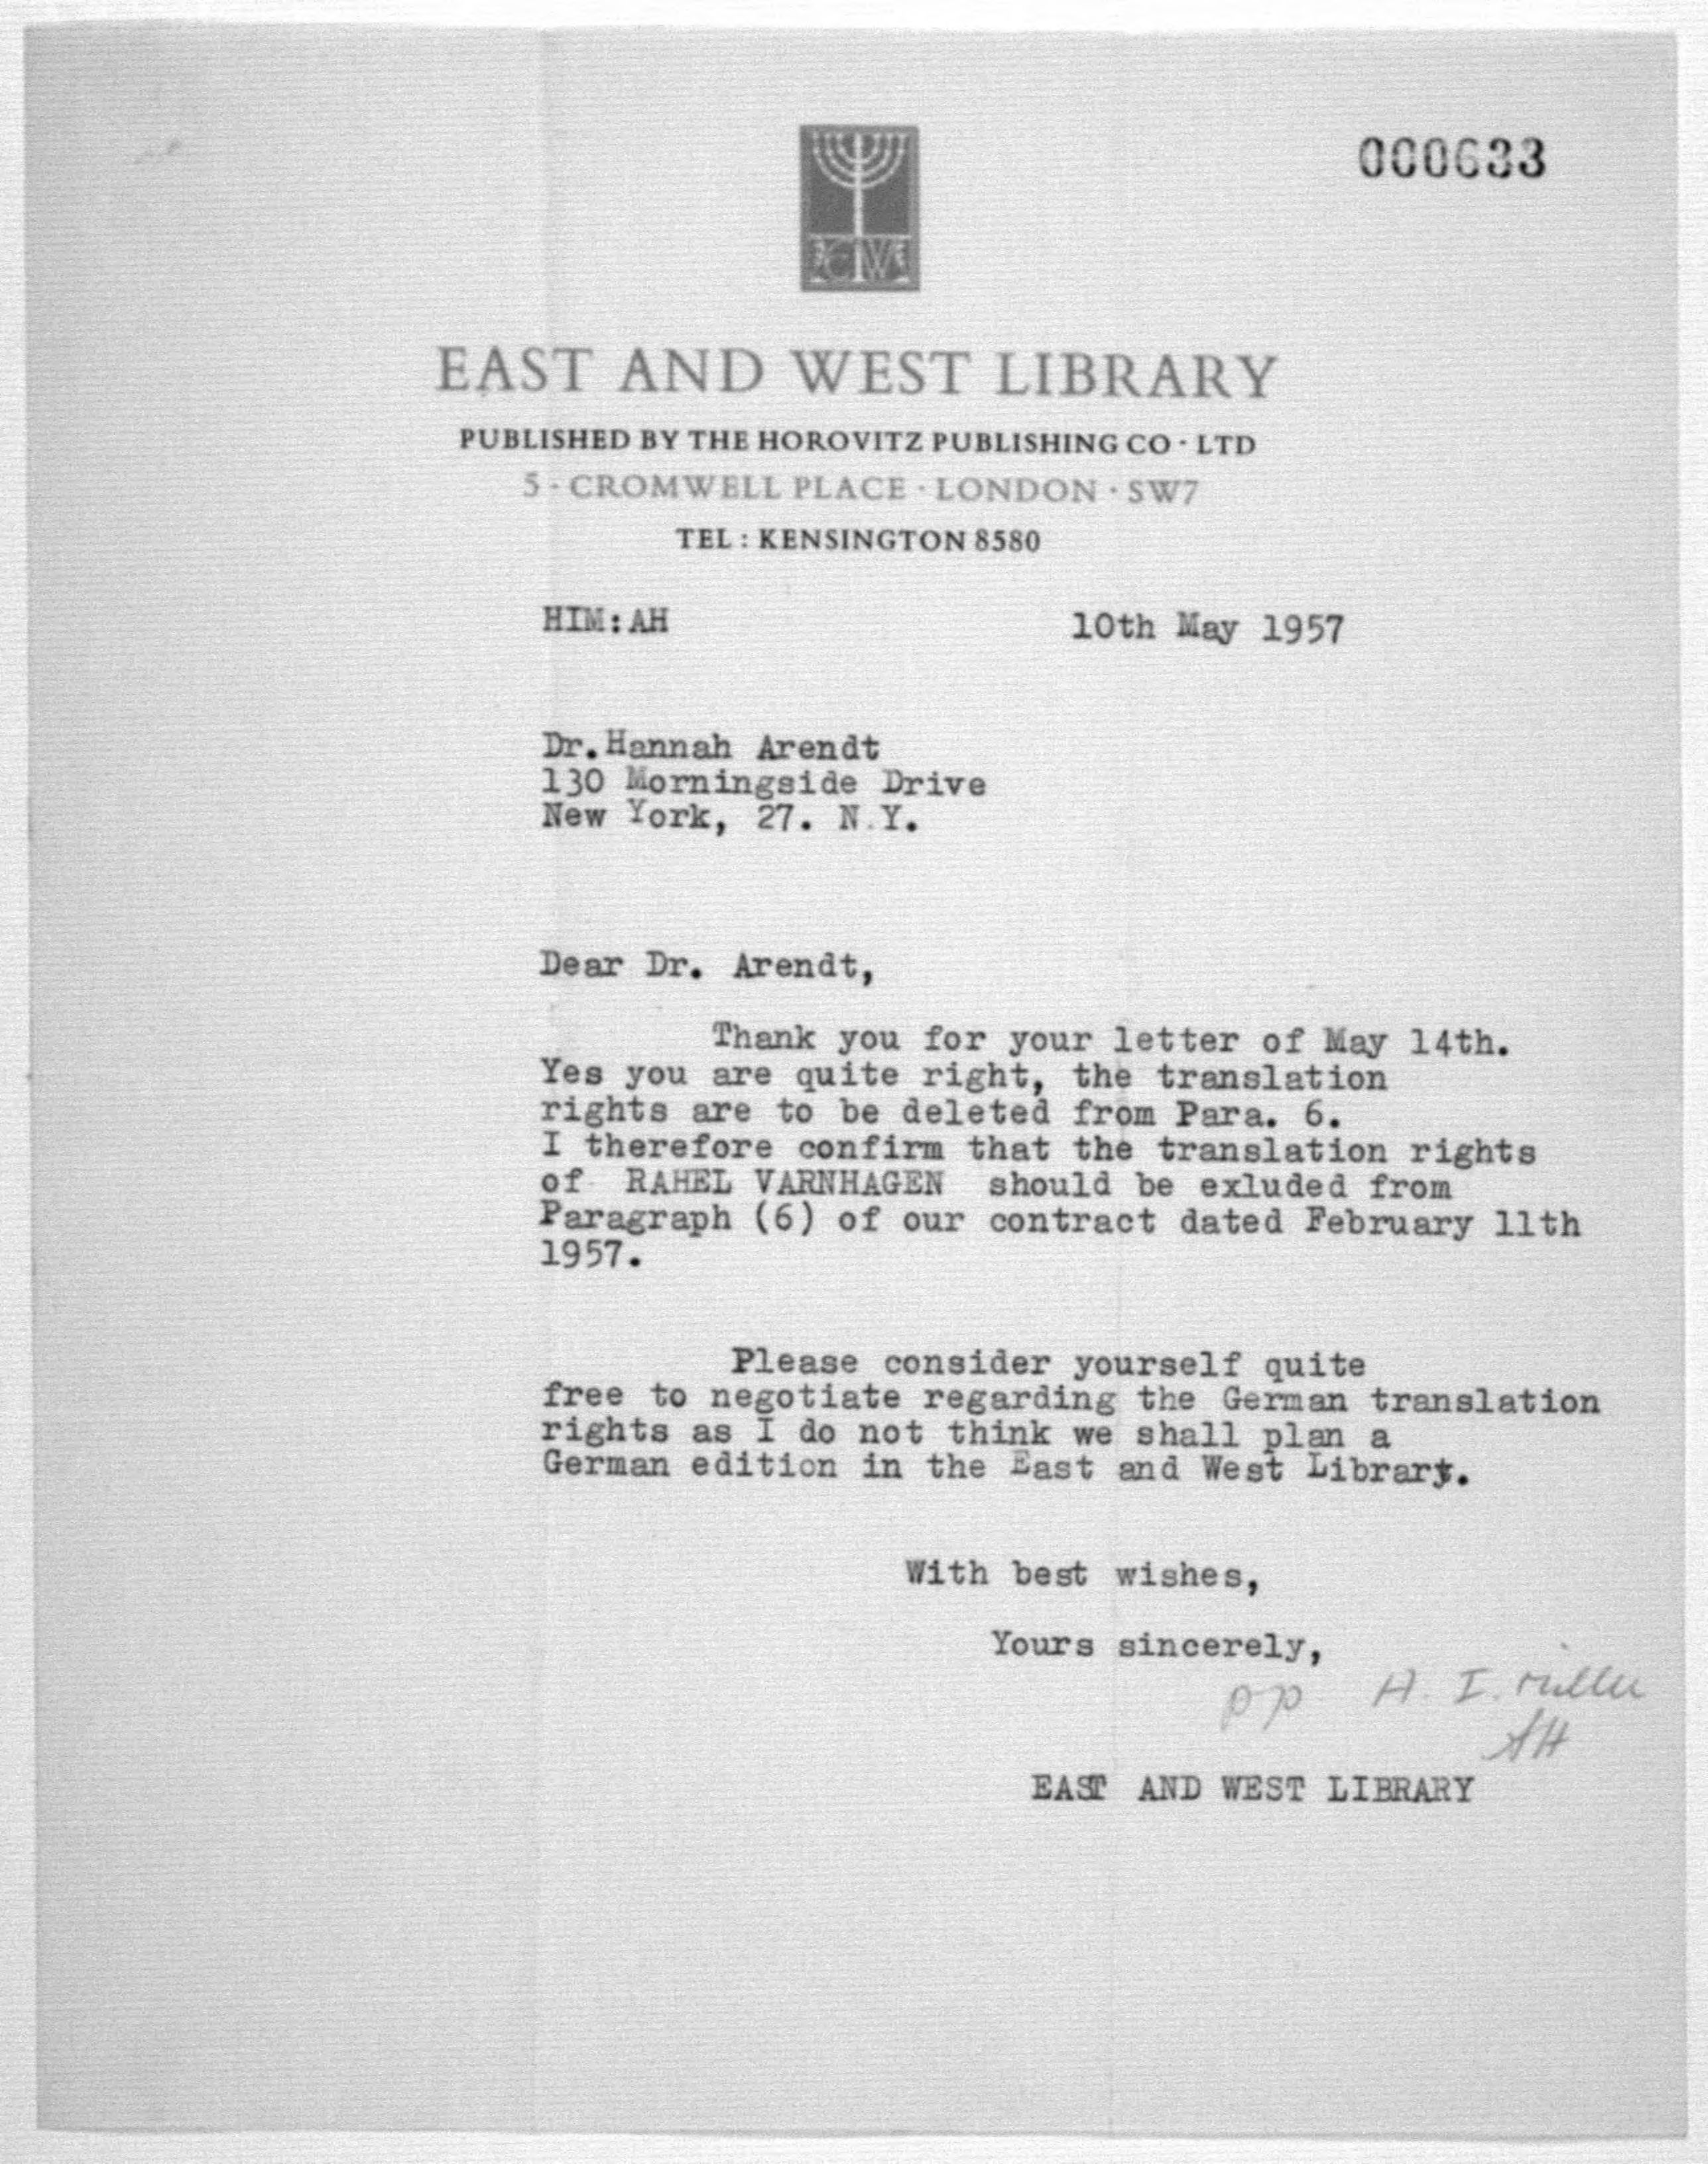 000633
EAST AND WEST LIBRARY
PUBLISHED BY THE HOROVITZ PUBLISHING CO · LTD
5 · CROMWELL PLACE · LONDON · SW7
TEL : KENSINGTON 8580
HIM:AH 10th May 1957
Dr.Hannah Arendt
130 Morningside Drive
New York, 27. N.Y.
Dear Dr. Arendt,
Thank you for your letter of May 14th.
Yes you are quite right, the translation
rights are to be deleted from Para. 6.
I therefore confirm that the translation rights
of RAHEL VARNHAGEN should be exluded from
Paragraph (6) of our contract dated February 11th
1957.
Please consider yourself quite
free to negotiate regarding the German translation
rights as I do not think we shall plan a
German edition in the East and West Library.
With best wishes,
Yours sincerely,
pp H. I. Miller
AH
EAST AND WEST LIBRARY